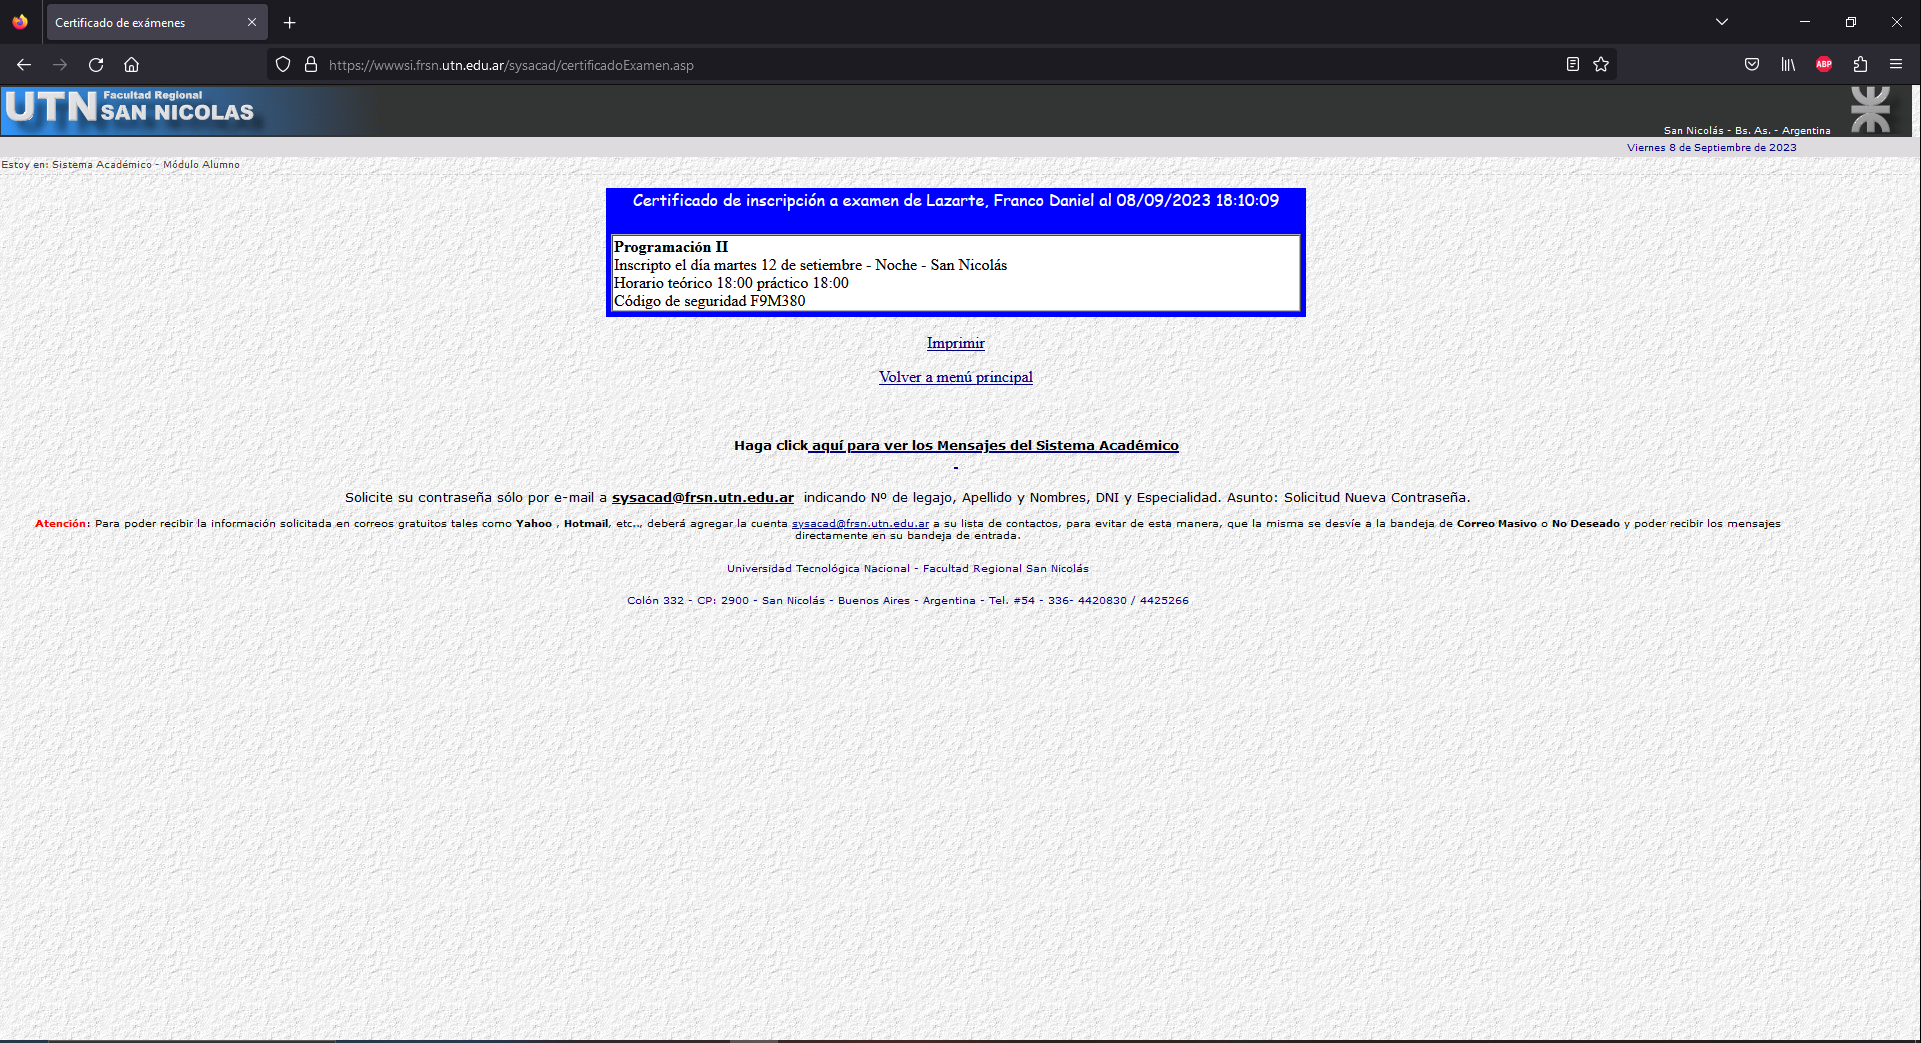 Certificado de exámenes
https://wwwsi.frsn.utn.edu.ar/sysacad/certificadoExamen.asp
ABP
UTN Facultad Regional
SAN NICOLAS
San Nicolás - Bs. As. - Argentina
Viernes 8 de Septiembre de 2023
Estoy en: Sistema Académico - Módulo Alumno
Certificado de inscripción a examen de Lazarte, Franco Daniel al 08/09/2023 18:10:09
Programación II
Inscripto el día martes 12 de setiembre - Noche - San Nicolás
Horario teórico 18:00 práctico 18:00
Código de seguridad F9M380
Imprimir
Volver a menú principal
Haga click aquí para ver los Mensajes del Sistema Académico
Solicite su contraseña sólo por e-mail a sysacad@frsn.utn.edu.ar indicando Nº de legajo, Apellido y Nombres, DNI y Especialidad. Asunto: Solicitud Nueva Contraseña.
Atención: Para poder recibir la información solicitada en correos gratuitos tales como Yahoo , Hotmail, etc.., deberá agregar la cuenta sysacad@frsn.utn.edu.ar a su lista de contactos, para evitar de esta manera, que la misma se desvíe a la bandeja de Correo Masivo o No Deseado y poder recibir los mensajes
directamente en su bandeja de entrada.
Universidad Tecnológica Nacional - Facultad Regional San Nicolás
Colón 332 - CP: 2900 - San Nicolás - Buenos Aires - Argentina - Tel. #54 - 336- 4420830 / 4425266